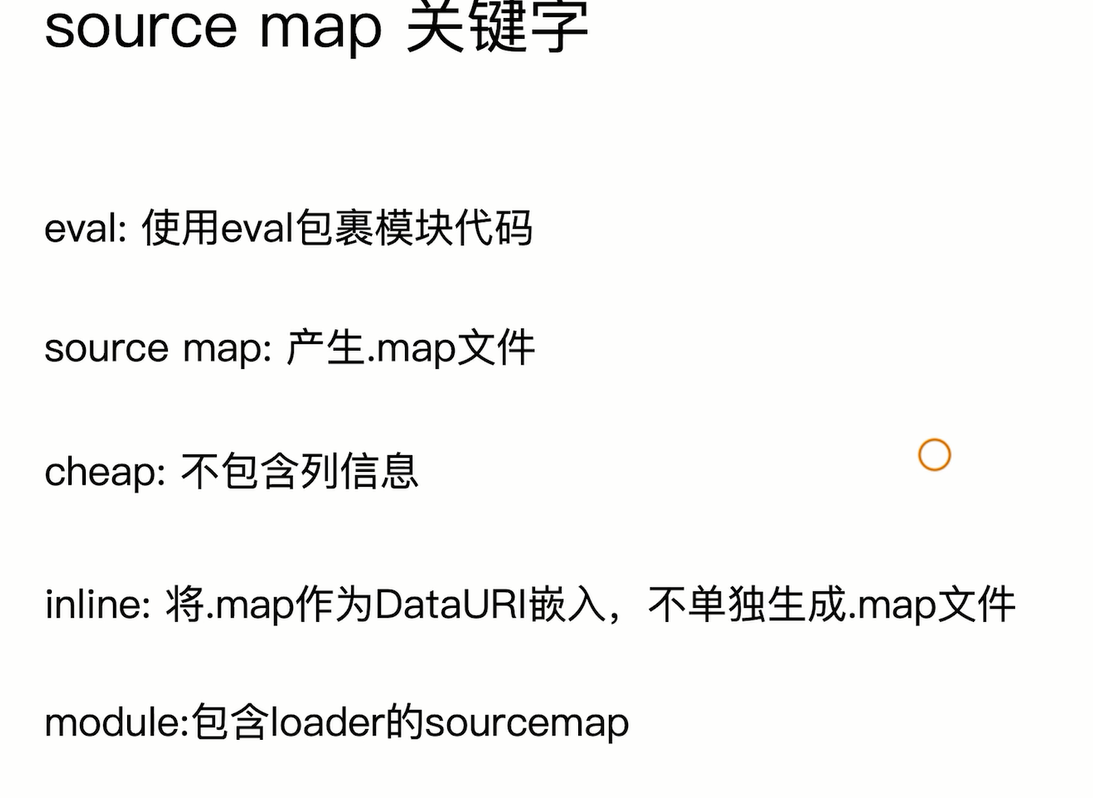 source map 关键字
eval: 使用eval包裹模块代码
source map: 产生.map文件
cheap: 不包含列信息
inline: 将.map作为DataURI嵌入，不单独生成.map文件
module:包含loader的sourcemap